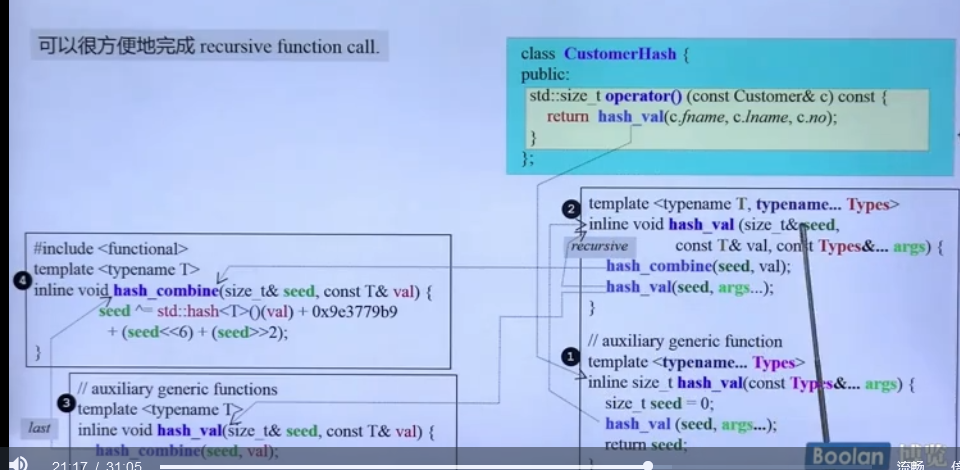 可以很方便地完成 recursive function call.
class CustomerHash {
public:
std::size_t operator() (const Customer& c) const {
return hash_val(c.fname, c.lname, c.no);
}
};
2
template <typename T, typename... Types>
inline void hash_val (size_t& seed,
const T& val, const Types&... args) {
hash_combine(seed, val);
hash_val(seed, args...);
}
recursive
// auxiliary generic function
1
template <typename... Types>
inline size_t hash_val(const Types&... args) {
size_t seed = 0;
hash_val (seed, args...);
return seed;
4
#include <functional>
template <typename T>
inline void hash_combine(size_t& seed, const T& val) {
seed ^= std::hash<T>()(val) + 0x9e3779b9
+ (seed<<6) + (seed>>2);
}
3
// auxiliary generic functions
template <typename T>
inline void hash_val(size_t& seed, const T& val) {
hash_combine(seed, val);
last
Boolan 博览
21:17 / 31:05
流畅